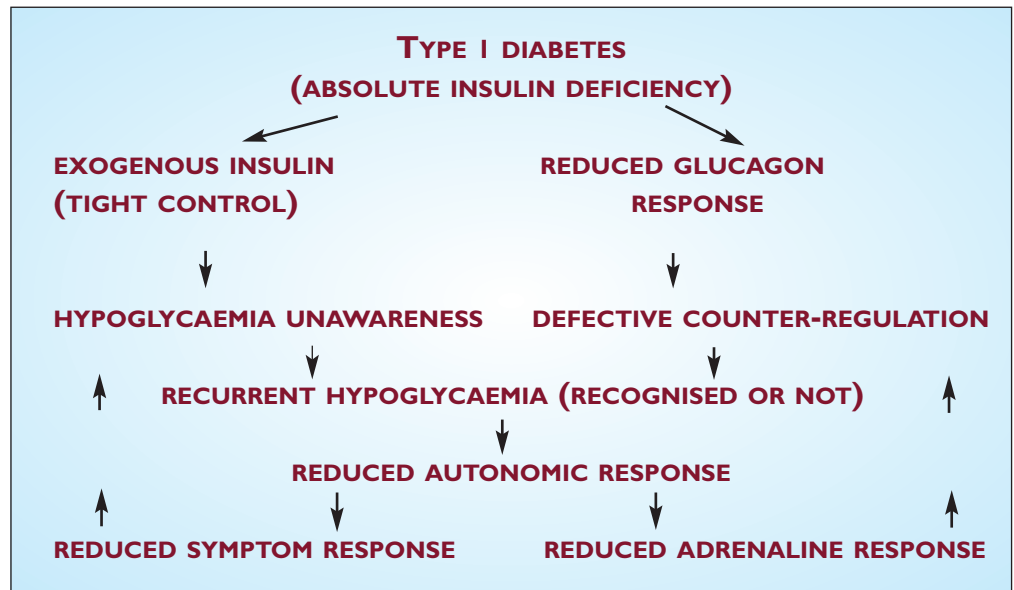 TYPE I DIABETES
(ABSOLUTE INSULIN DEFICIENCY)
EXOGENOUS INSULIN
(TIGHT CONTROL)
REDUCED GLUCAGON
RESPONSE
HYPOGLYCAEMIA UNAWARENESS
DEFECTIVE COUNTER-REGULATION
RECURRENT HYPOGLYCAEMIA (RECOGNISED OR NOT)
REDUCED AUTONOMIC RESPONSE
REDUCED SYMPTOM RESPONSE
REDUCED ADRENALINE RESPONSE